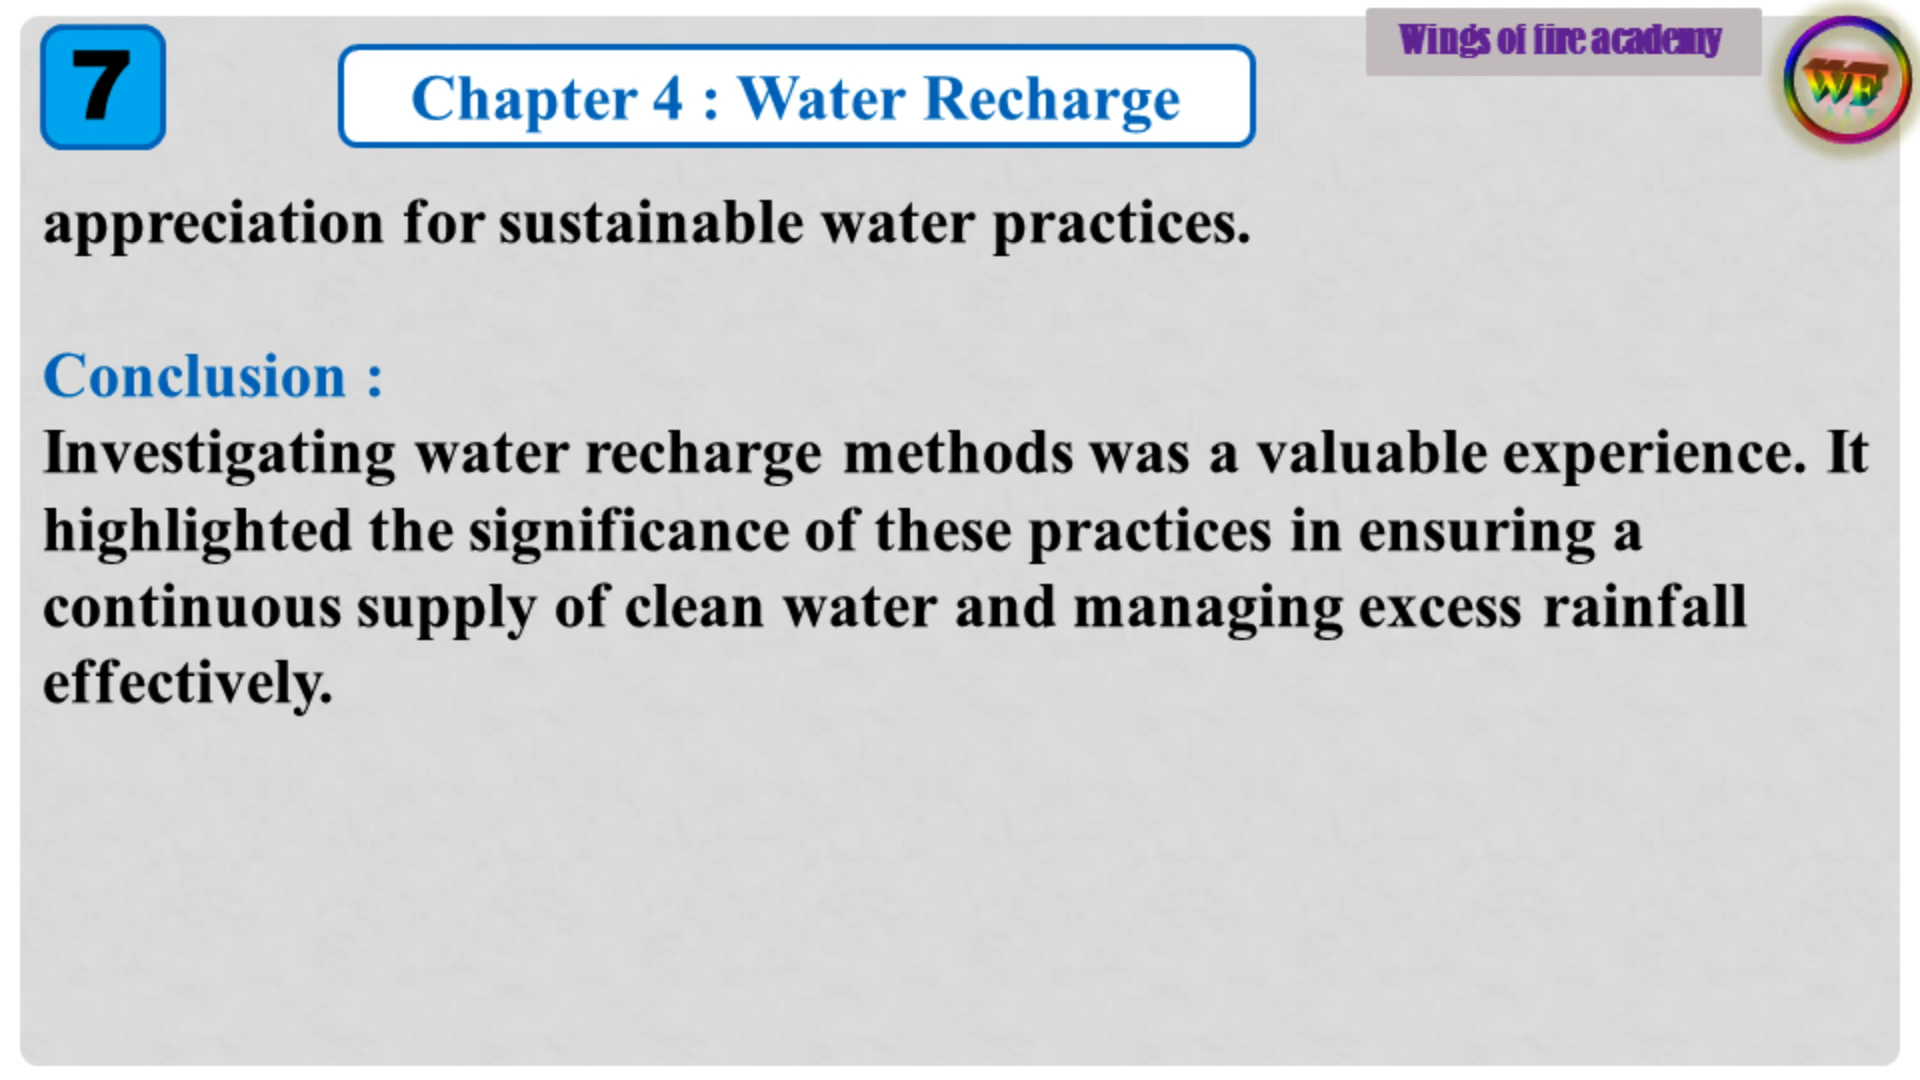 7
Chapter 4 : Water Recharge
Wings of fire academy
WF
appreciation for sustainable water practices.
Conclusion :
Investigating water recharge methods was a valuable experience. It
highlighted the significance of these practices in ensuring a
continuous supply of clean water and managing excess rainfall
effectively.